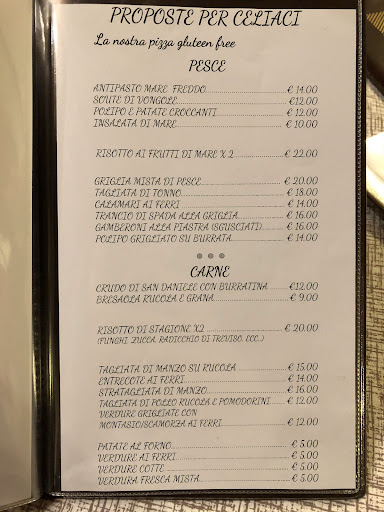 PROPOSTE PER CELIACI
La nostra pizza gluteen free
PESCE
ANTIPASTO MARE FREDDO................€ 14.00
SOUTE DI VONGOLE................€12.00
POLIPO E PATATE CROCCANTI................€ 12.00
INSALATA DI MARE................€ 10.00
RISOTTO AI FRUTTI DI MARE X 2................€ 22.00
GRIGLIA MISTA DI PESCE................€ 20.00
TAGLIATA DI TONNO................€ 18.00
CALAMARI AI FERRI................€ 14.00
TRANCIO DI SPADA ALLA GRIGLIA................€ 16.00
GAMBERONI ALLA PIASTRA (SGUSCIATI)................€ 16.00
POLIPO GRIGLIATO SU BURRATA................€ 14.00
CARNE
CRUDO DI SAN DANIELE CON BURRATINA................€12.00
BRESAOLA RUCOLA E GRANA................€ 9.00
RISOTTO DI STAGIONE X2................€ 20.00
(FUNGHI, ZUCCA, RADICCHIO DI TREVISO, ECC..)
TAGLIATA DI MANZO SU RUCOLA................€ 15.00
ENTRECOTE AI FERRI................€ 14.00
STRATAGLIATA DI MANZO................€ 16.00
TAGLIATA DI POLLO RUCOLA E POMODORINI................€ 12.00
VERDURE GRIGLIATE CON
MONTASIO/SCAMORZA AI FERRI................€ 12.00
PATATE AL FORNO................€ 5.00
VERDURE AI FERRI................€ 5.00
VERDURE COTTE................€ 5.00
VERDURA FRESCA MISTA................€ 5.00